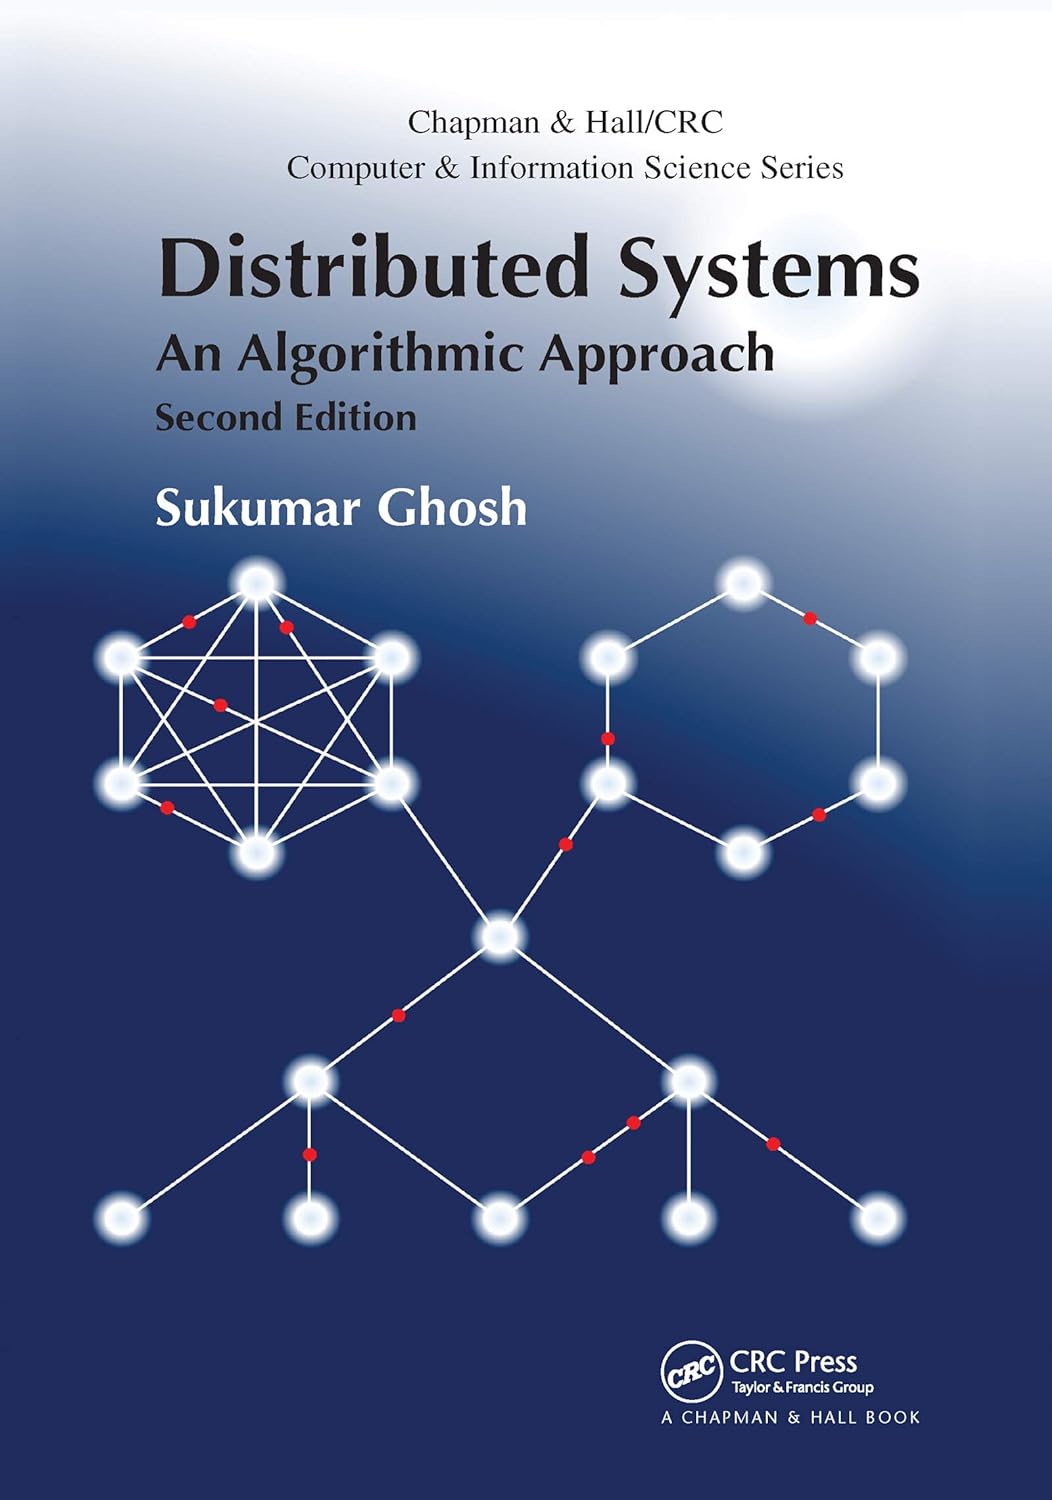 Chapman & Hall/CRC
Computer & Information Science Series
Distributed Systems
An Algorithmic Approach
Second Edition
Sukumar Ghosh
CRC
CRC Press
Taylor & Francis Group
A CHAPMAN & HALL BOOK